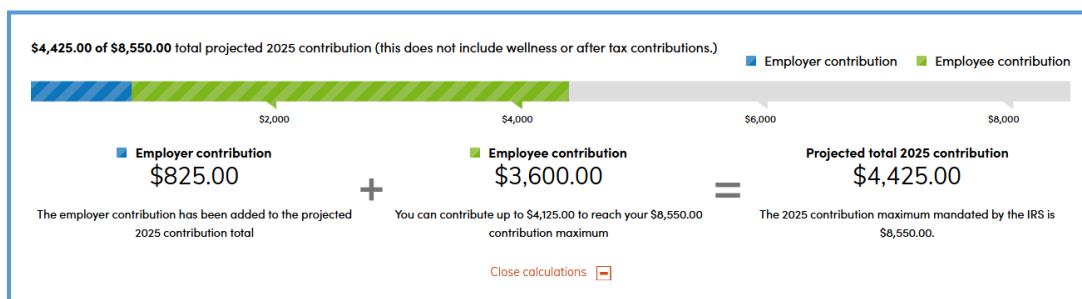 $4,425.00 of $8,550.00 total projected 2025 contribution (this does not include wellness or after tax contributions.)
Employer contribution Employee contribution
$2,000 $4,000 $6,000 $8,000
Employer contribution
$825.00
The employer contribution has been added to the projected
2025 contribution total
+
Employee contribution
$3,600.00
You can contribute up to $4,125.00 to reach your $8,550.00
contribution maximum
=
Projected total 2025 contribution
$4,425.00
The 2025 contribution maximum mandated by the IRS is
$8,550.00.
Close calculations